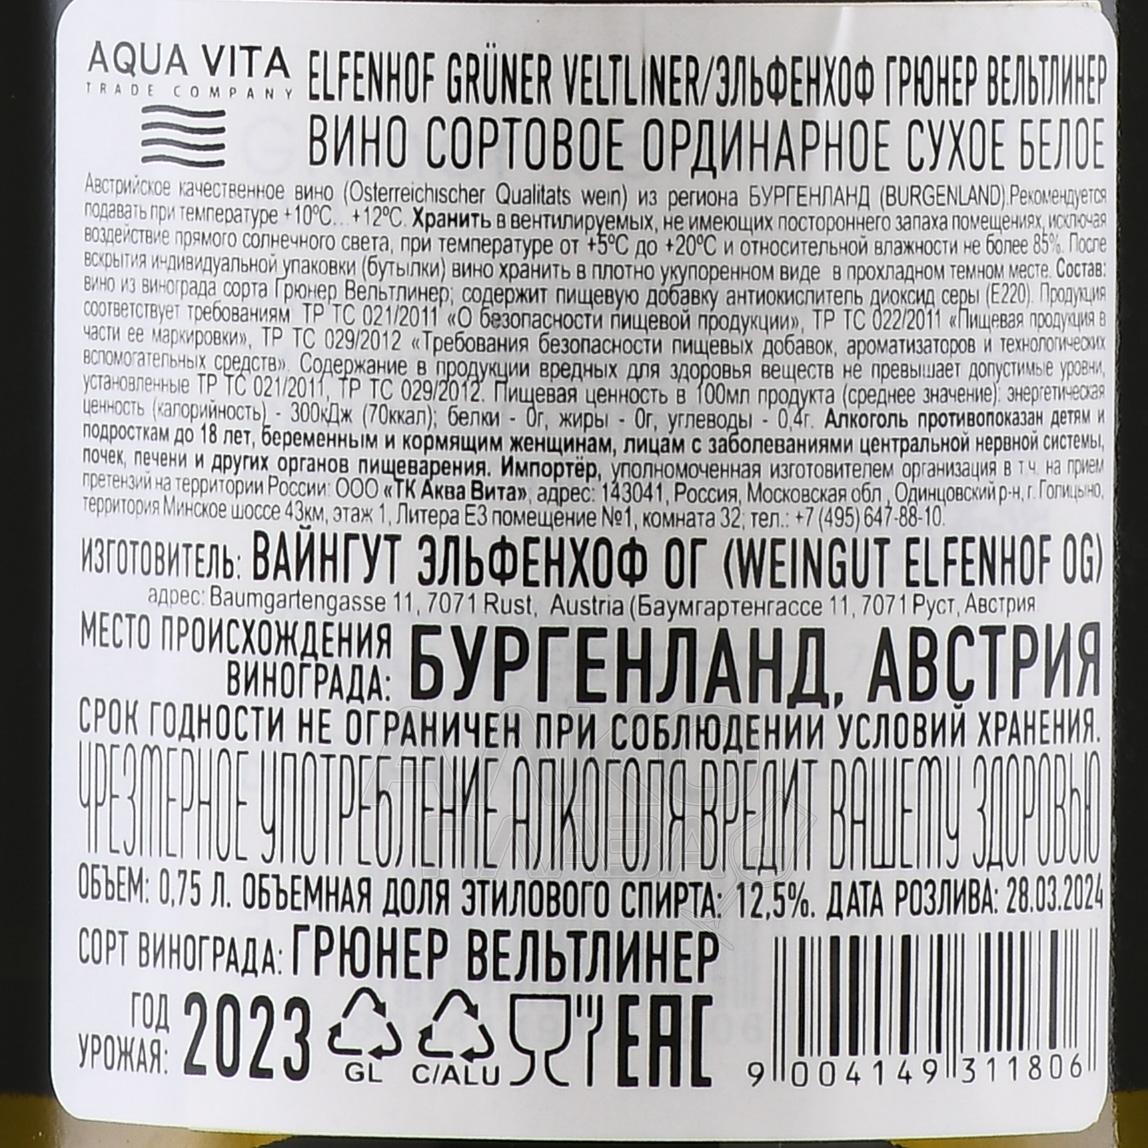 AQUA VITA
TRADE COMPANY
ELFENHOF GRÜNER VELTLINER/ЭЛЬФЕНХОФ ГРЮНЕР ВЕЛЬТЛИНЕР
ВИНО СОРТОВОЕ ОРДИНАРНОЕ СУХОЕ БЕЛОЕ
Австрийское качественное вино (Osterreichischer Qualitats wein) из региона БУРГЕНЛАНД (BURGENLAND).Рекомендуется
подавать при температуре +10ºС... +12ºС. Хранить в вентилируемых, не имеющих постороннего запаха помещениях, исключая
воздействие прямого солнечного света, при температуре от +5ºС до +20ºС и относительной влажности не более 85%. После
вскрытия индивидуальной упаковки (бутылки) вино хранить в плотно укупоренном виде в прохладном темном месте. Состав:
вино из винограда сорта Грюнер Вельтлинер; содержит пищевую добавку антиокислитель диоксид серы (Е220). Продукция
соответствует требованиям ТР ТС 021/2011 «О безопасности пищевой продукции», ТР ТС 022/2011 «Пищевая продукция в
части ее маркировки», ТР ТС 029/2012 «Требования безопасности пищевых добавок, ароматизаторов и технологических
вспомогательных средств». Содержание в продукции вредных для здоровья веществ не превышает допустимые уровни,
установленные ТР ТС 021/2011, ТР ТС 029/2012. Пищевая ценность в 100мл продукта (среднее значение): энергетическая
ценность (калорийность) - 300кДж (70ккал); белки - 0г, жиры - 0г, углеводы - 0,4г. Алкоголь противопоказан детям и
подросткам до 18 лет, беременным и кормящим женщинам, лицам с заболеваниями центральной нервной системы,
почек, печени и других органов пищеварения. Импортёр, уполномоченная изготовителем организация в т.ч. на прием
претензий на территории России: ООО «ТК Аква Вита», адрес: 143041, Россия, Московская обл., Одинцовский р-н, г. Голицыно,
территория Минское шоссе 43км, этаж 1, Литера Е3 помещение №1, комната 32; тел.: +7 (495) 647-88-10.
ИЗГОТОВИТЕЛЬ: ВАЙНГУТ ЭЛЬФЕНХОФ ОГ (WEINGUT ELFENHOF OG)
адрес: Baumgartengasse 11, 7071 Rust, Austria (Баумгартенгассе 11, 7071 Руст, Австрия
МЕСТО ПРОИСХОЖДЕНИЯ
ВИНОГРАДА: БУРГЕНЛАНД, АВСТРИЯ
СРОК ГОДНОСТИ НЕ ОГРАНИЧЕН ПРИ СОБЛЮДЕНИИ УСЛОВИЙ ХРАНЕНИЯ.
ЧРЕЗМЕРНОЕ УПОТРЕБЛЕНИЕ АЛКОГОЛЯ ВРЕДИТ ВАШЕМУ ЗДОРОВЬЮ
ОБЪЕМ: 0,75 Л. ОБЪЕМНАЯ ДОЛЯ ЭТИЛОВОГО СПИРТА: 12,5%. ДАТА РОЗЛИВА: 28.03.2024
СОРТ ВИНОГРАДА: ГРЮНЕР ВЕЛЬТЛИНЕР
ГОД
УРОЖАЯ: 2023
GL
C/ALU
EAC
9 004149 311806
АЛКО
ПЛАЗА